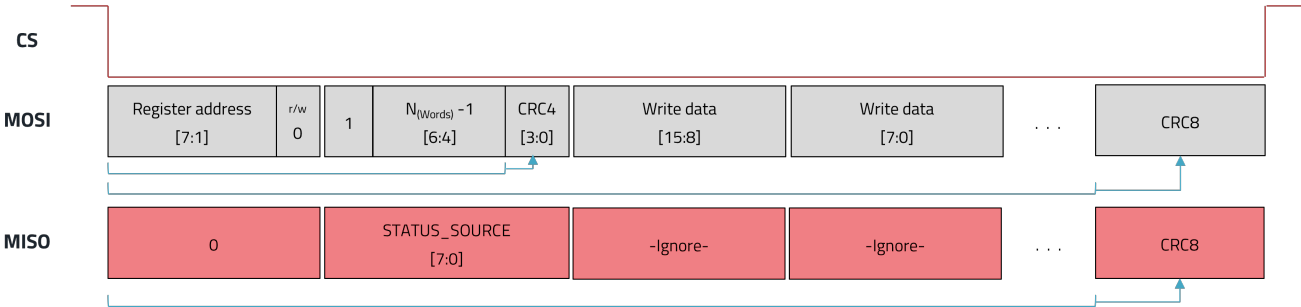 CS
MOSI
Register address
[7:1]
r/w
0
1
N(Words) -1
[6:4]
CRC4
[3:0]
Write data
[15:8]
Write data
[7:0]
. . .
CRC8
MISO
0
STATUS_SOURCE
[7:0]
-Ignore-
-Ignore-
. . .
CRC8